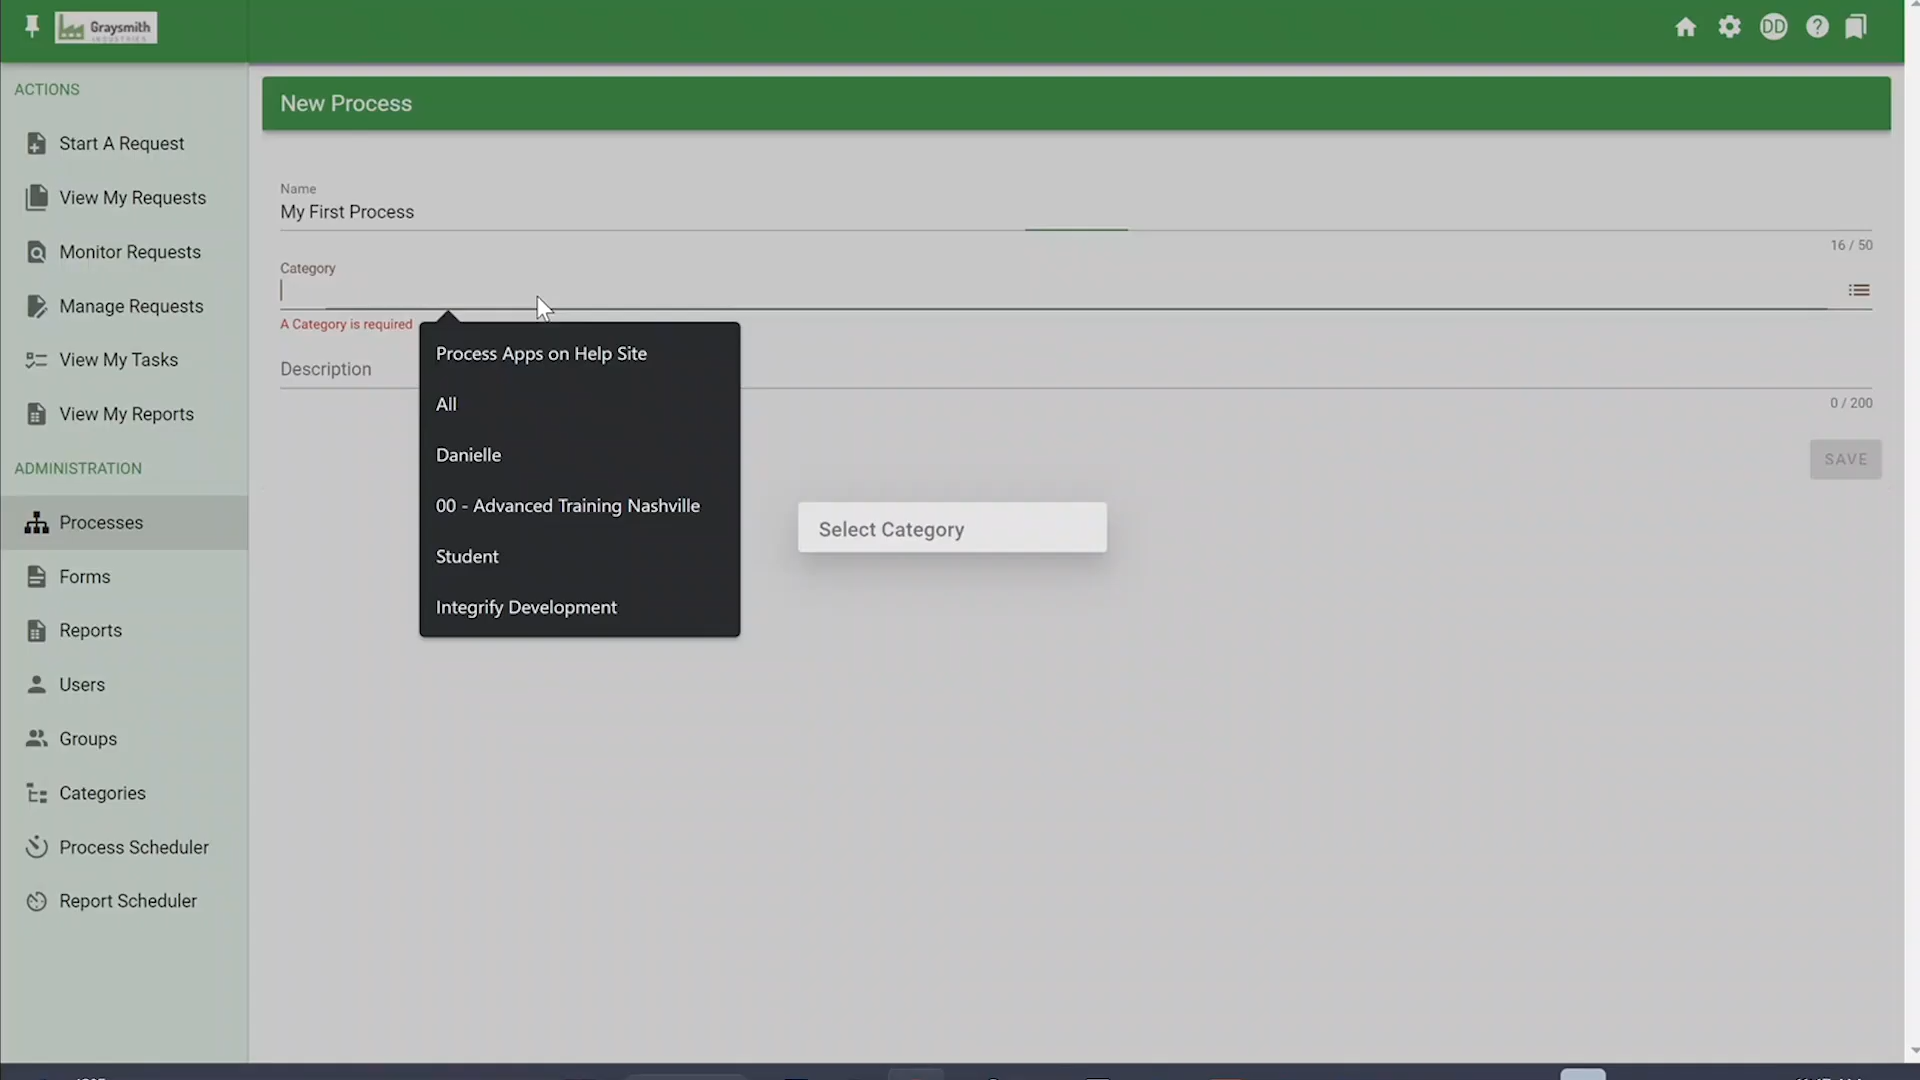 Graysmith
INDUSTRIES
DD
ACTIONS
Start A Request
View My Requests
Monitor Requests
Manage Requests
View My Tasks
View My Reports
ADMINISTRATION
Processes
Forms
Reports
Users
Groups
Categories
Process Scheduler
Report Scheduler
New Process
Name
My First Process
16 / 50
Category
A Category is required
Process Apps on Help Site
All
Danielle
00 - Advanced Training Nashville
Student
Integrify Development
Description
0 / 200
SAVE
Select Category